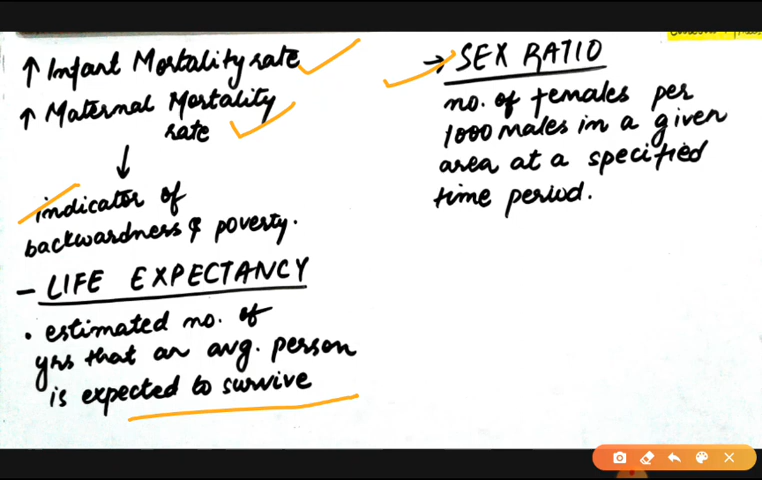 ↑ Infant Mortality rate
↑ Maternal Mortality
rate
↓
indicator of
backwardness & poverty.
- LIFE EXPECTANCY
• estimated no. of
yrs that an avg. person
is expected to survive
→ SEX RATIO
no. of females per
1000 males in a given
area at a specified
time period.